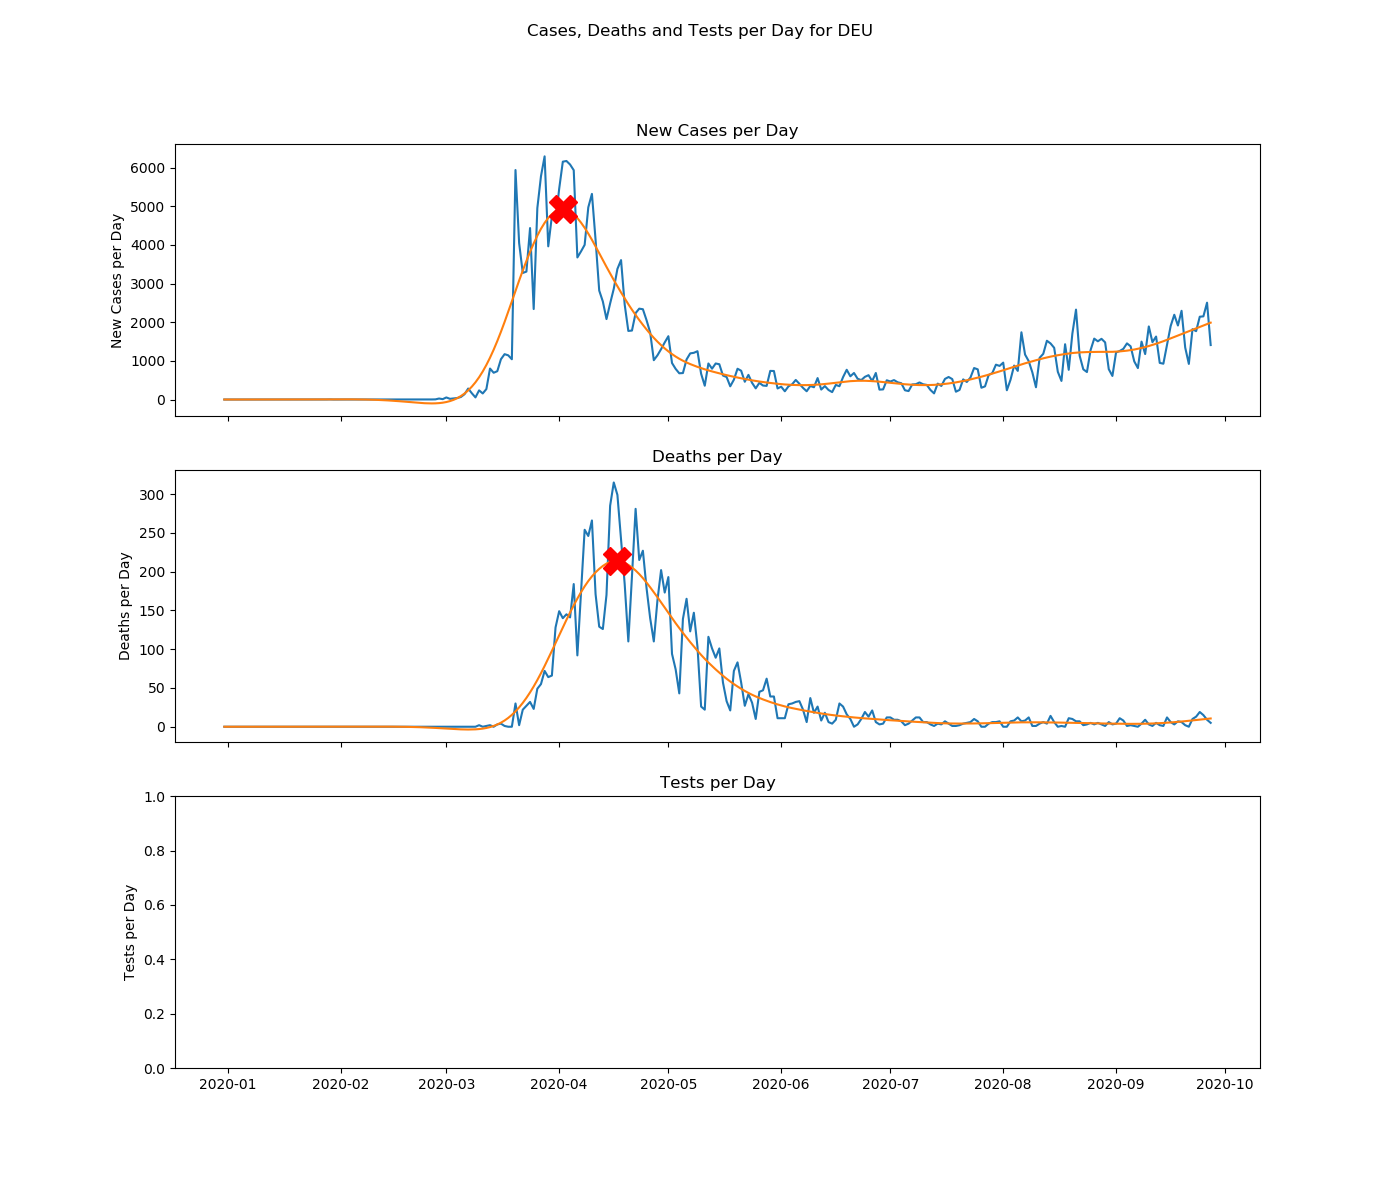 Cases, Deaths and Tests per Day for DEU
New Cases per Day
New Cases per Day
6000
5000
4000
3000
2000
1000
0
Deaths per Day
Deaths per Day
300
250
200
150
100
50
0
Tests per Day
Tests per Day
1.0
0.8
0.6
0.4
0.2
0.0
2020-01 2020-02 2020-03 2020-04 2020-05 2020-06 2020-07 2020-08 2020-09 2020-10